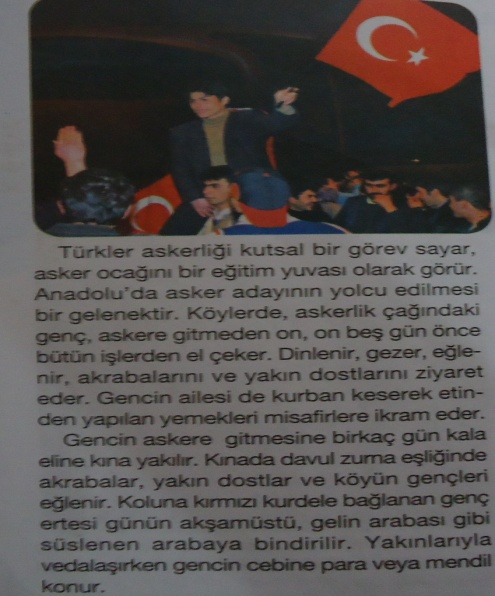 Türkler askerliği kutsal bir görev sayar,
asker ocağını bir eğitim yuvası olarak görür.
Anadolu'da asker adayının yolcu edilmesi
bir gelenektir. Köylerde, askerlik çağındaki
genç, askere gitmeden on, on beş gün önce
bütün işlerden el çeker. Dinlenir, gezer, eğle-
nir, akrabalarını ve yakın dostlarını ziyaret
eder. Gencin ailesi de kurban keserek etin-
den yapılan yemekleri misafirlere ikram eder.
Gencin askere gitmesine birkaç gün kala
eline kına yakılır. Kınada davul zurna eşliğinde
akrabalar, yakın dostlar ve köyün gençleri
eğlenir. Koluna kırmızı kurdele bağlanan genç
ertesi günün akşamüstü, gelin arabası gibi
süslenen arabaya bindirilir. Yakınlarıyla
vedalaşırken gencin cebine para veya mendil
konur.